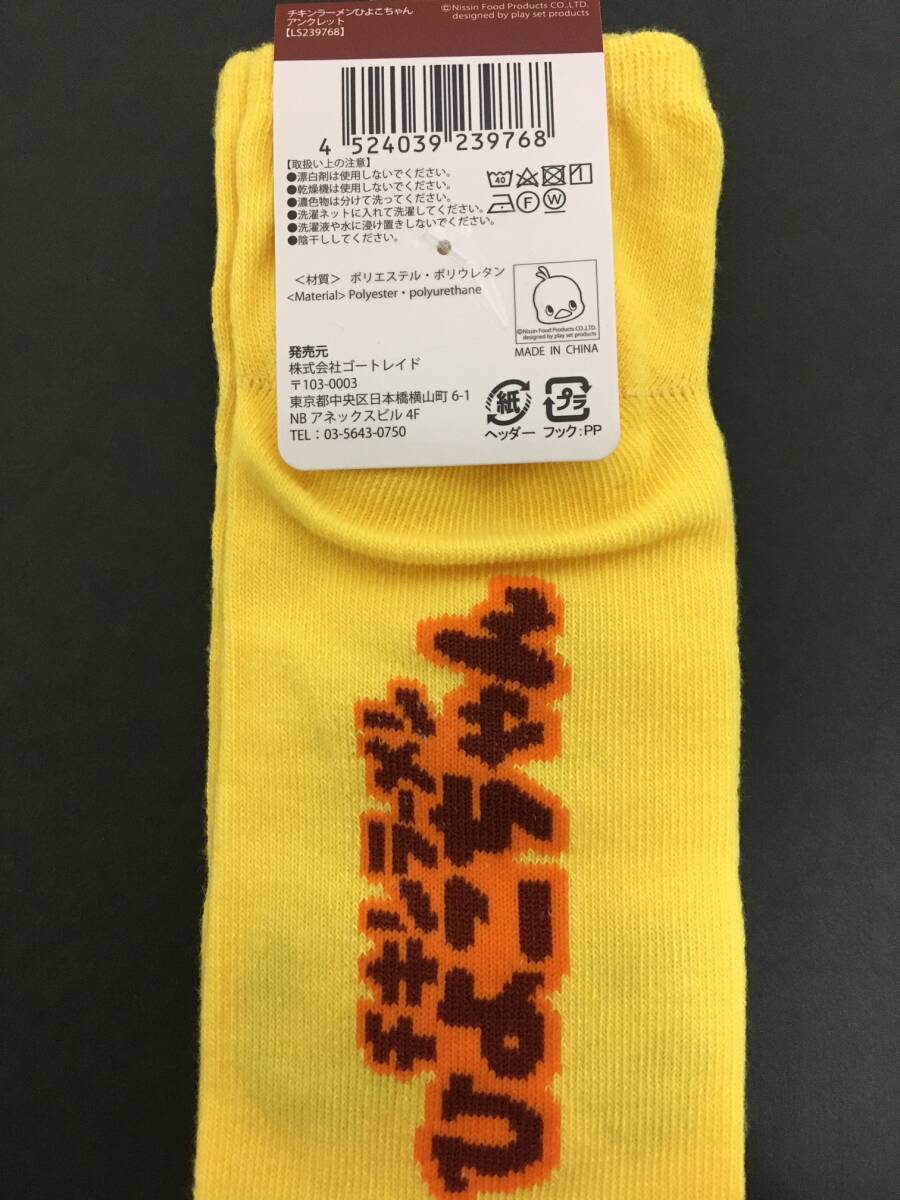 チキンラーメンひよこちゃん
アンクレット
【LS239768】
©Nissin Food Products CO.,LTD.
designed by play set products
4 524039 239768
【取扱い上の注意】
●漂白剤は使用しないでください。
●乾燥機は使用しないでください。
●濃色物は分けて洗ってください。
●洗濯ネットに入れて洗濯してください。
●洗濯液や水に浸け置きしないでください。
●陰干ししてください。
40
F W
＜材質＞ ポリエステル・ポリウレタン
<Material> Polyester・polyurethane
©Nissin Food Products CO.,LTD.
designed by play set products
MADE IN CHINA
発売元
株式会社ゴートレイド
〒103-0003
東京都中央区日本橋横山町 6-1
NB アネックスビル 4F
TEL：03-5643-0750
紙
ヘッダー
プラ
フック:PP
チキンラーメン
ひよこちゃん